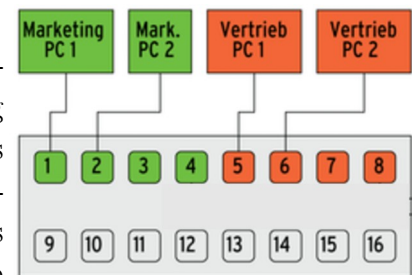 Marketing
PC 1
Mark.
PC 2
Vertrieb
PC 1
Vertrieb
PC 2
1 2 3 4 5 6 7 8
9 10 11 12 13 14 15 16